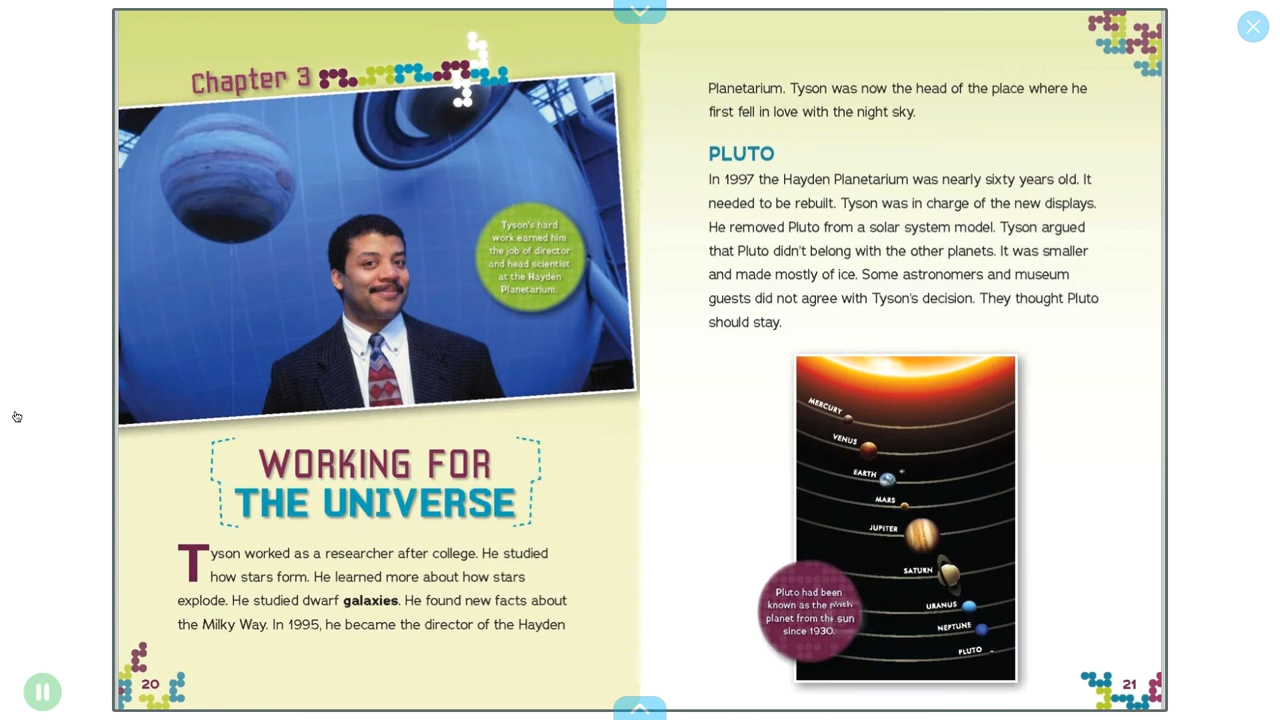 Chapter 3
Tyson's hard
work earned him
the job of director
and head scientist
at the Hayden
Planetarium.
WORKING FOR
THE UNIVERSE
Tyson worked as a researcher after college. He studied
how stars form. He learned more about how stars
explode. He studied dwarf galaxies. He found new facts about
the Milky Way. In 1995, he became the director of the Hayden
20
Planetarium. Tyson was now the head of the place where he
first fell in love with the night sky.
PLUTO
In 1997 the Hayden Planetarium was nearly sixty years old. It
needed to be rebuilt. Tyson was in charge of the new displays.
He removed Pluto from a solar system model. Tyson argued
that Pluto didn't belong with the other planets. It was smaller
and made mostly of ice. Some astronomers and museum
guests did not agree with Tyson's decision. They thought Pluto
should stay.
MERCURY
VENUS
EARTH
MARS
JUPITER
SATURN
URANUS
NEPTUNE
PLUTO
Pluto had been
known as the ninth
planet from the sun
since 1930.
21